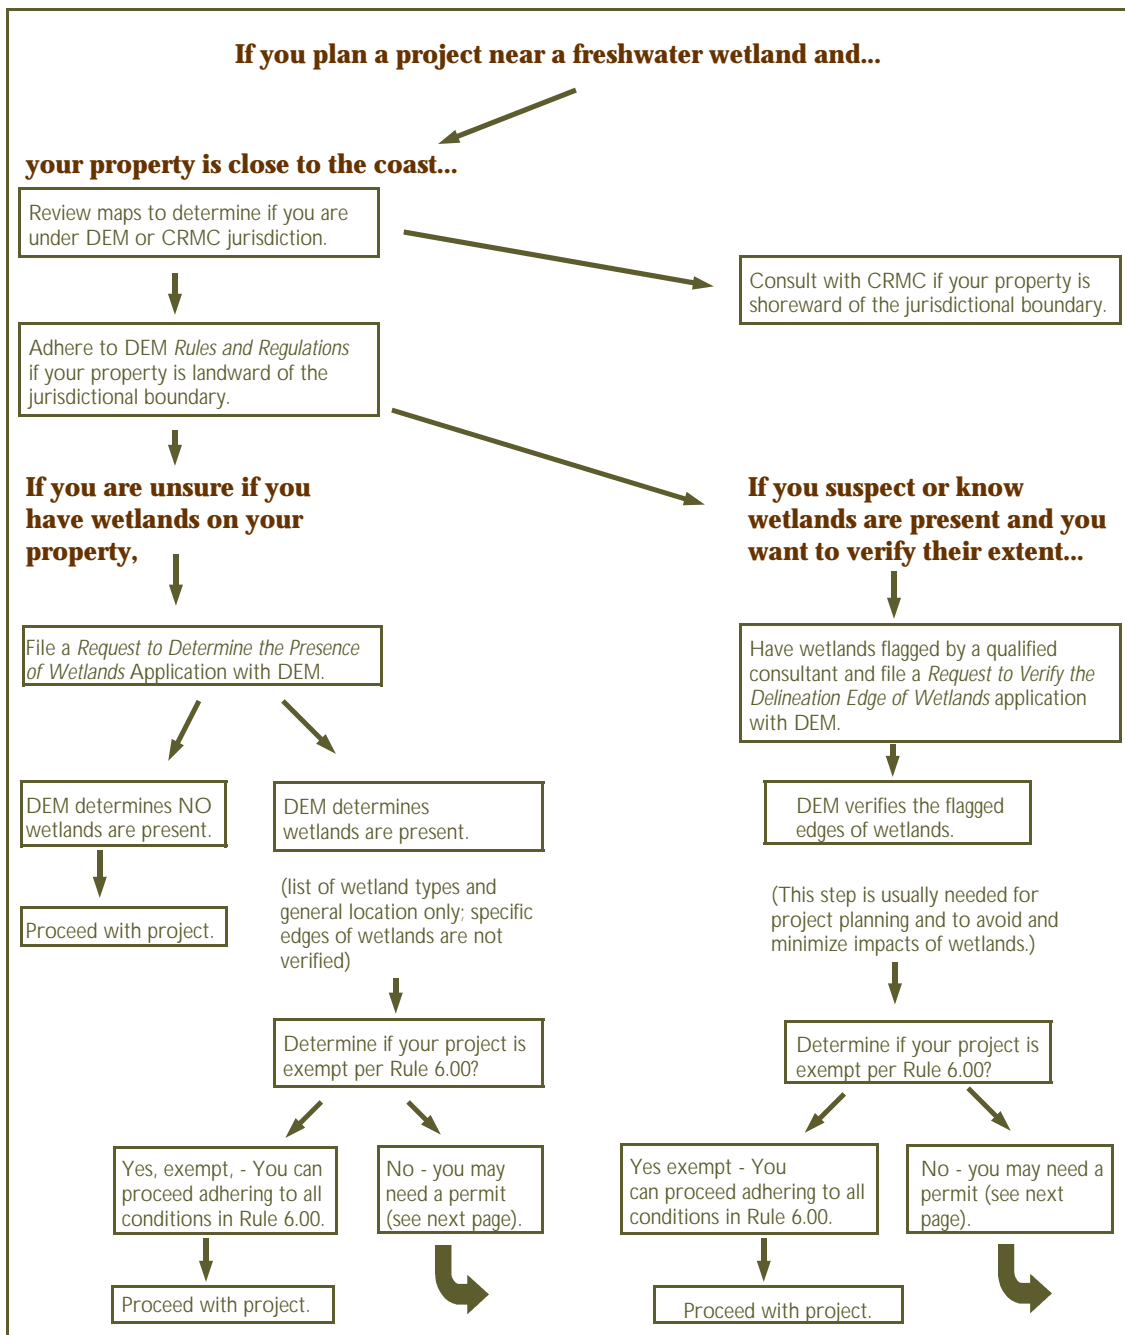 If you plan a project near a freshwater wetland and...
your property is close to the coast...
Review maps to determine if you are
under DEM or CRMC jurisdiction.
Consult with CRMC if your property is
shoreward of the jurisdictional boundary.
Adhere to DEM Rules and Regulations
if your property is landward of the
jurisdictional boundary.
If you are unsure if you
have wetlands on your
property,
File a Request to Determine the Presence
of Wetlands Application with DEM.
DEM determines NO
wetlands are present.
Proceed with project.
DEM determines
wetlands are present.
(list of wetland types and
general location only; specific
edges of wetlands are not
verified)
Determine if your project is
exempt per Rule 6.00?
Yes, exempt, - You can
proceed adhering to all
conditions in Rule 6.00.
Proceed with project.
No - you may
need a permit
(see next page).
If you suspect or know
wetlands are present and you
want to verify their extent...
Have wetlands flagged by a qualified
consultant and file a Request to Verify the
Delineation Edge of Wetlands application
with DEM.
DEM verifies the flagged
edges of wetlands.
(This step is usually needed for
project planning and to avoid and
minimize impacts of wetlands.)
Determine if your project is
exempt per Rule 6.00?
Yes exempt - You
can proceed adhering to all
conditions in Rule 6.00.
Proceed with project.
No - you may need a
permit (see next
page).